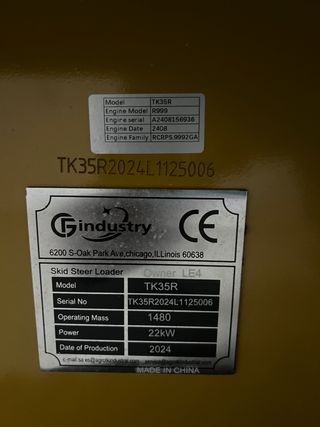 Model TK35R
Engine Model R999
Engine serial A2408156936
Engine Date 2408
Engine Family RCRPS.9992GA
TK35R2024L1125006
GFindustry CE
6200 S-Oak Park Ave,chicago,ILLinois 60638
Skid Steer Loader Owner LE4
Model TK35R
Serial No TK35R2024L1125006
Operating Mass 1480
Power 22kW
Date of Production 2024
MADE IN CHINA